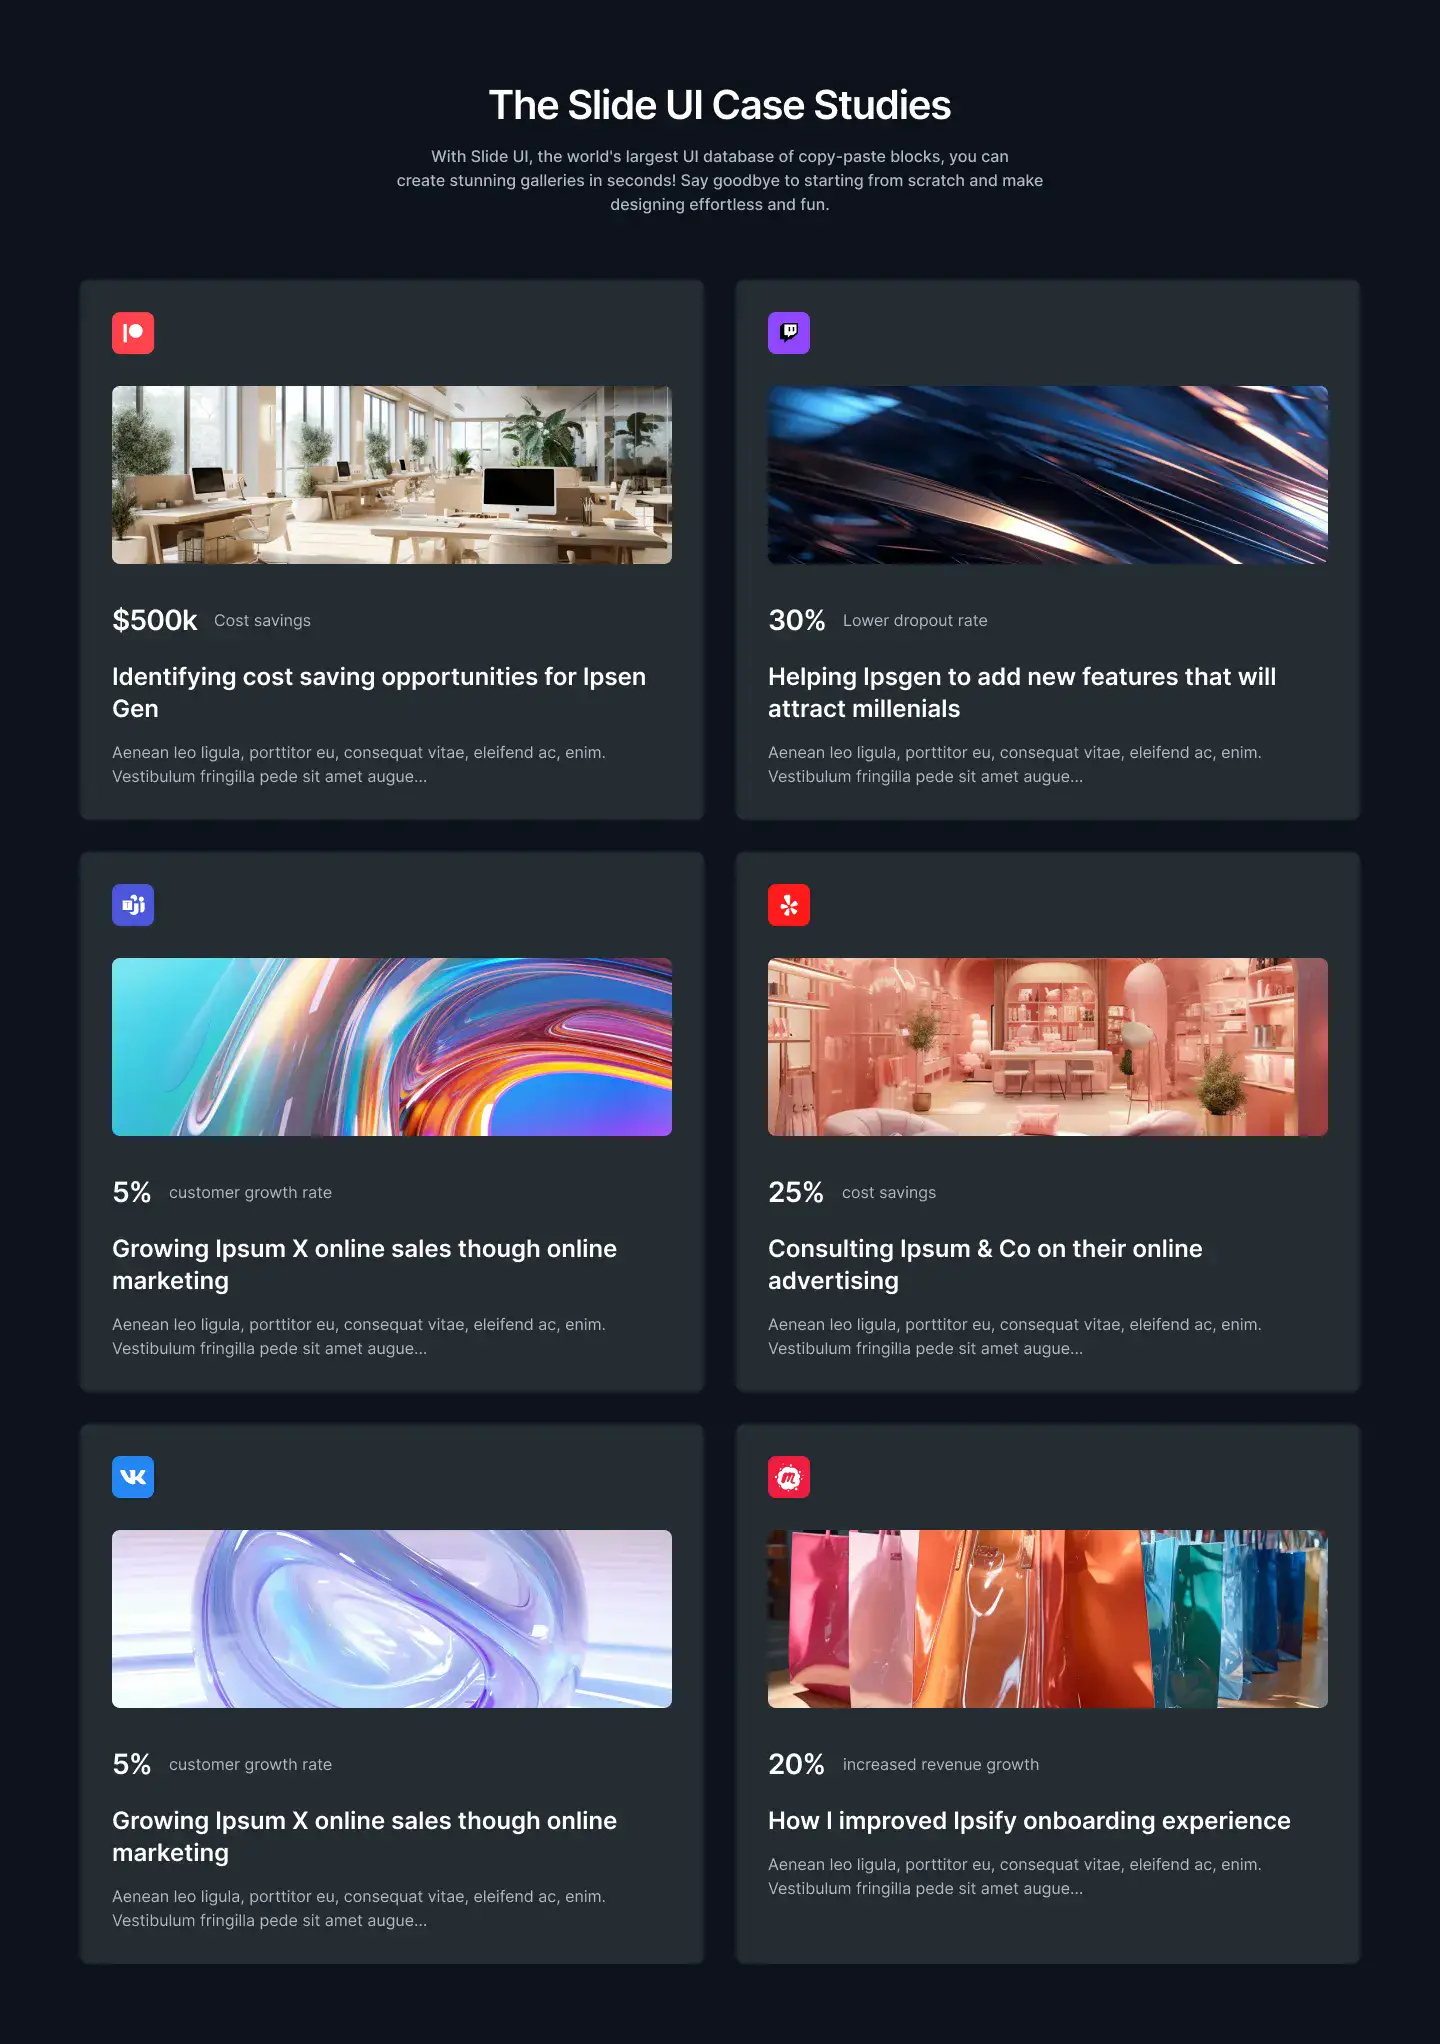 The Slide UI Case Studies
With Slide UI, the world's largest UI database of copy-paste blocks, you can
create stunning galleries in seconds! Say goodbye to starting from scratch and make
designing effortless and fun.
$500k Cost savings
Identifying cost saving opportunities for Ipsen
Gen
Aenean leo ligula, porttitor eu, consequat vitae, eleifend ac, enim.
Vestibulum fringilla pede sit amet augue...
30% Lower dropout rate
Helping Ipsgen to add new features that will
attract millenials
Aenean leo ligula, porttitor eu, consequat vitae, eleifend ac, enim.
Vestibulum fringilla pede sit amet augue...
5% customer growth rate
Growing Ipsum X online sales though online
marketing
Aenean leo ligula, porttitor eu, consequat vitae, eleifend ac, enim.
Vestibulum fringilla pede sit amet augue...
25% cost savings
Consulting Ipsum & Co on their online
advertising
Aenean leo ligula, porttitor eu, consequat vitae, eleifend ac, enim.
Vestibulum fringilla pede sit amet augue...
5% customer growth rate
Growing Ipsum X online sales though online
marketing
Aenean leo ligula, porttitor eu, consequat vitae, eleifend ac, enim.
Vestibulum fringilla pede sit amet augue...
20% increased revenue growth
How I improved Ipsify onboarding experience
Aenean leo ligula, porttitor eu, consequat vitae, eleifend ac, enim.
Vestibulum fringilla pede sit amet augue...